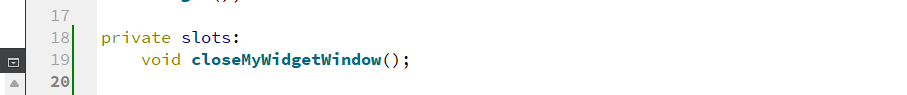 17
18 private slots:
19 void closeMyWidgetWindow();
20